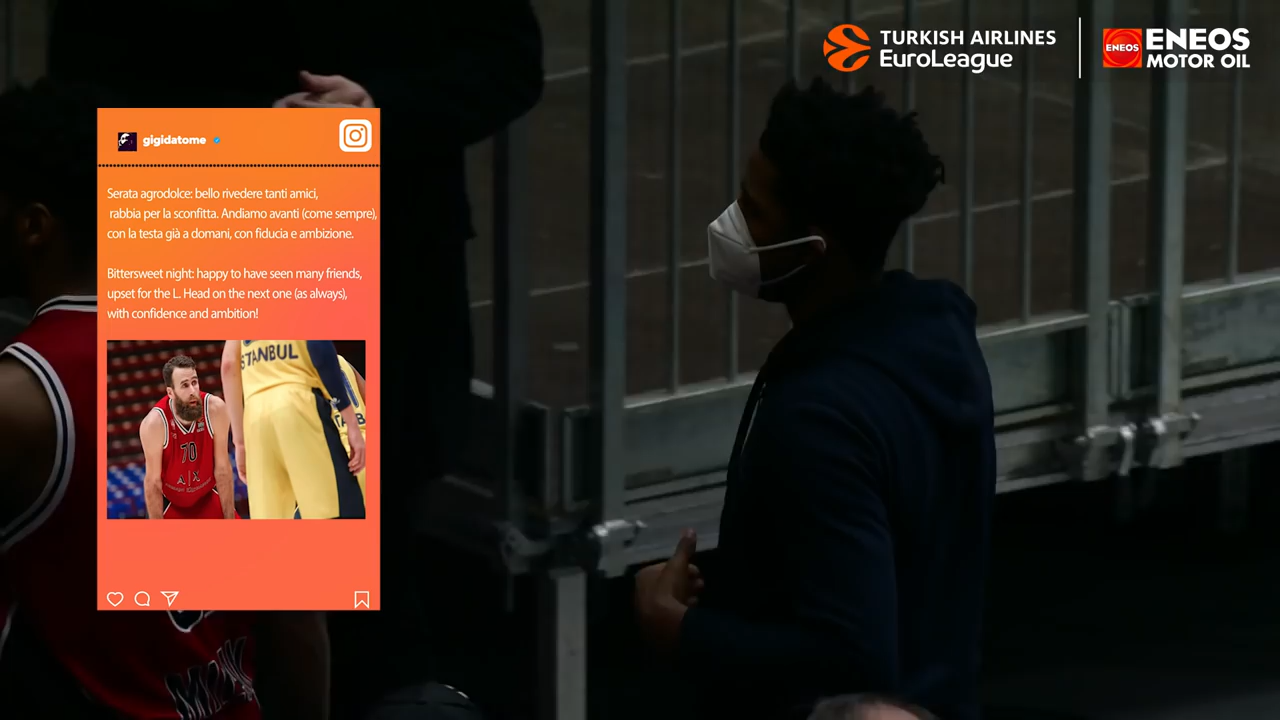 TURKISH AIRLINES
EuroLeague
ENEOS
ENEOS
MOTOR OIL
gigidatome
Serata agrodolce: bello rivedere tanti amici,
rabbia per la sconfitta. Andiamo avanti (come sempre),
con la testa già a domani, con fiducia e ambizione.
Bittersweet night: happy to have seen many friends,
upset for the L. Head on the next one (as always),
with confidence and ambition!
STANBUL
70
A|X